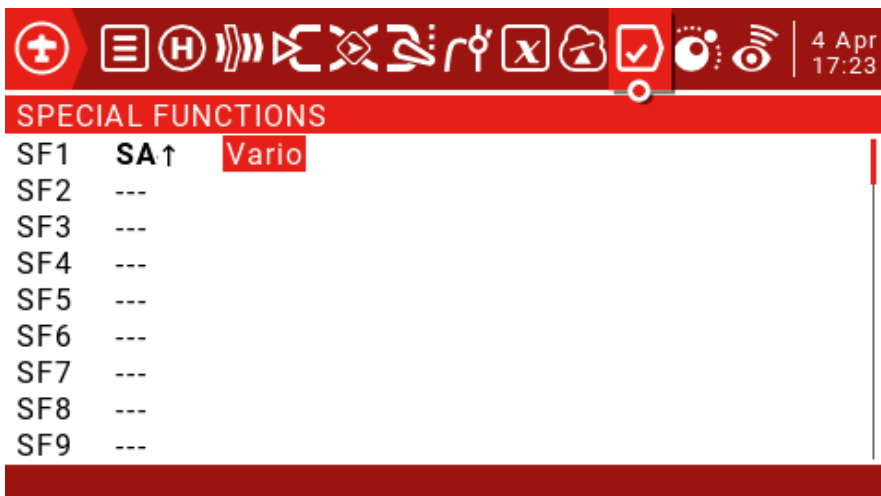 H x 4 Apr
17:23
SPECIAL FUNCTIONS
SF1 SA↑ Vario
SF2 ---
SF3 ---
SF4 ---
SF5 ---
SF6 ---
SF7 ---
SF8 ---
SF9 ---